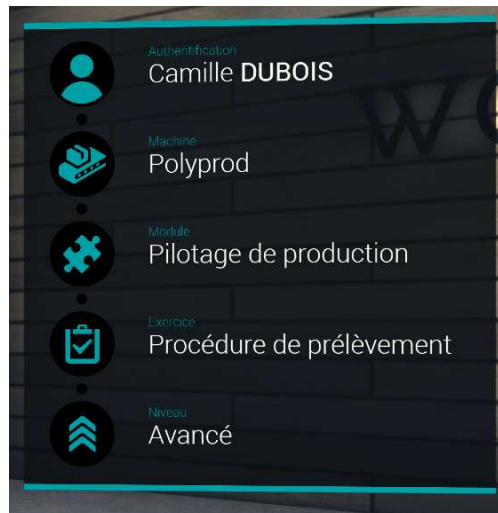 Authentification
Camille DUBOIS
Machine
Polyprod
Module
Pilotage de production
Exercice
Procédure de prélèvement
Niveau
Avancé